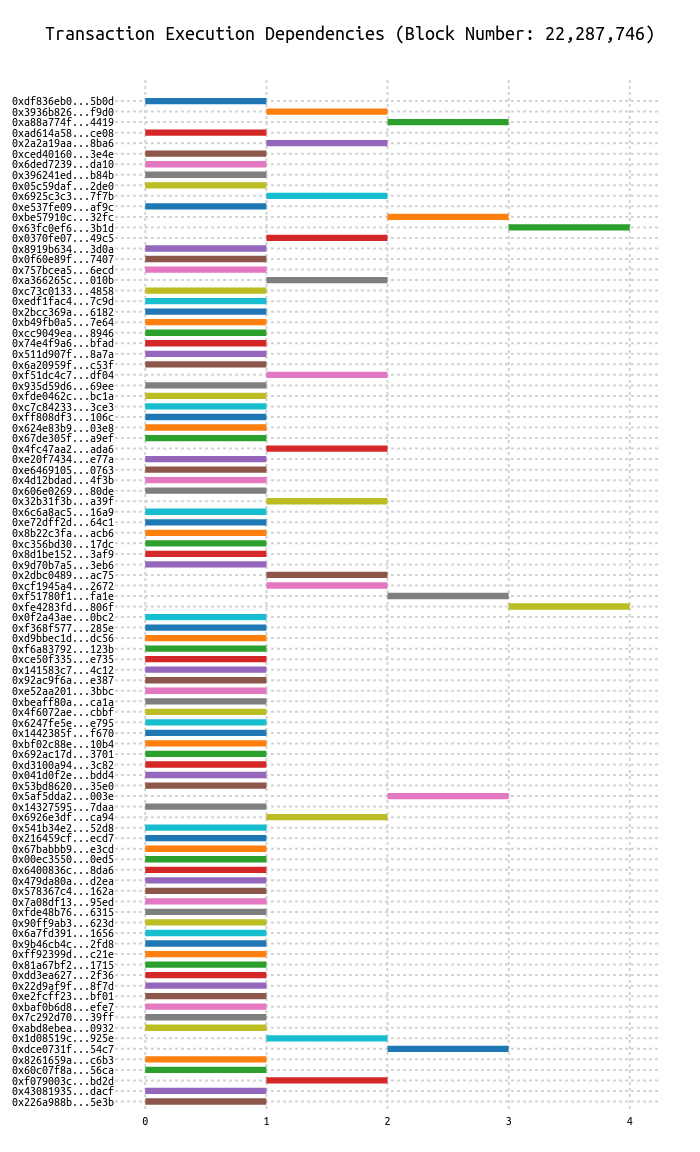 Transaction Execution Dependencies (Block Number: 22,287,746)
0xdf836eb0...5b0d
0x3936b826...f9d0
0xa88a774f...4419
0xad614a58...ce08
0x2a2a19aa...8ba6
0xced40160...3e4e
0x6ded7239...da10
0x396241ed...b84b
0x05c59daf...2de0
0x6925c3c3...7f7b
0xe537fe09...af9c
0xbe57910c...32fc
0x63fc0ef6...3b1d
0x0370fe07...49c5
0x8919b634...3d0a
0x0f60e89f...7407
0x757bcea5...6ecd
0xa366265c...010b
0xc73c0133...4858
0xedf1fac4...7c9d
0x2bcc369a...6182
0xb49fb0a5...7e64
0xcc9049ea...8946
0x74e4f9a6...bfad
0x511d907f...8a7a
0x6a20959f...c53f
0xf51dc4c7...df04
0x935d59d6...69ee
0xfde0462c...bc1a
0xc7c84233...3ce3
0xff808df3...106c
0x624e83b9...03e8
0x67de305f...a9ef
0x4fc47aa2...ada6
0xe20f7434...e77a
0xe6469105...0763
0x4d12bdad...4f3b
0x606e0269...80de
0x32b31f3b...a39f
0x6c6a8ac5...16a9
0xe72dff2d...64c1
0x8b22c3fa...acb6
0xc356bd30...17dc
0x8d1be152...3af9
0x9d70b7a5...3eb6
0x2dbc0489...ac75
0xcf1945a4...2672
0xf51780f1...fa1e
0xfe4283fd...806f
0x0f2a43ae...0bc2
0xf368f577...285e
0xd9bbec1d...dc56
0xf6a83792...123b
0xce50f335...e735
0x141583c7...4c12
0x92ac9f6a...e387
0xe52aa201...3bbc
0xbeaff80a...ca1a
0x4f6072ae...cbbf
0x6247fe5e...e795
0x1442385f...f670
0xbf02c88e...10b4
0x692ac17d...3701
0xd3100a94...3c82
0x041d0f2e...bdd4
0x53bd8620...35e0
0x5af5dda2...003e
0x14327595...7daa
0x6926e3df...ca94
0x541b34e2...52d8
0x216459cf...ecd7
0x67babbb9...e3cd
0x00ec3550...0ed5
0x6400836c...8da6
0x479da80a...d2ea
0x578367c4...162a
0x7a08df13...95ed
0xfde48b76...6315
0x90ff9ab3...623d
0x6a7fd391...1656
0x9b46cb4c...2fd8
0xff92399d...c21e
0x81a67bf2...1715
0xdd3ea627...2f36
0x22d9af9f...8f7d
0xe2fcff23...bf01
0xbaf0b6d8...efe7
0x7c292d70...39ff
0xabd8ebea...0932
0x1d08519c...925e
0xdce0731f...54c7
0x8261659a...c6b3
0x60c07f8a...56ca
0xf079003c...bd2d
0x43081935...dacf
0x226a988b...5e3b
0 1 2 3 4